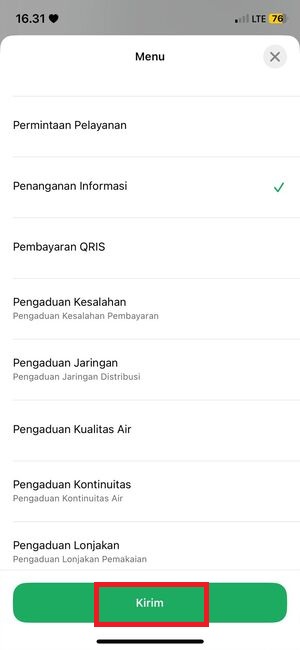 16.31
LTE 76
Menu
Permintaan Pelayanan
Penanganan Informasi
Pembayaran QRIS
Pengaduan Kesalahan
Pengaduan Kesalahan Pembayaran
Pengaduan Jaringan
Pengaduan Jaringan Distribusi
Pengaduan Kualitas Air
Pengaduan Kontinuitas
Pengaduan Kontinuitas Air
Pengaduan Lonjakan
Pengaduan Lonjakan Pemakaian
Kirim